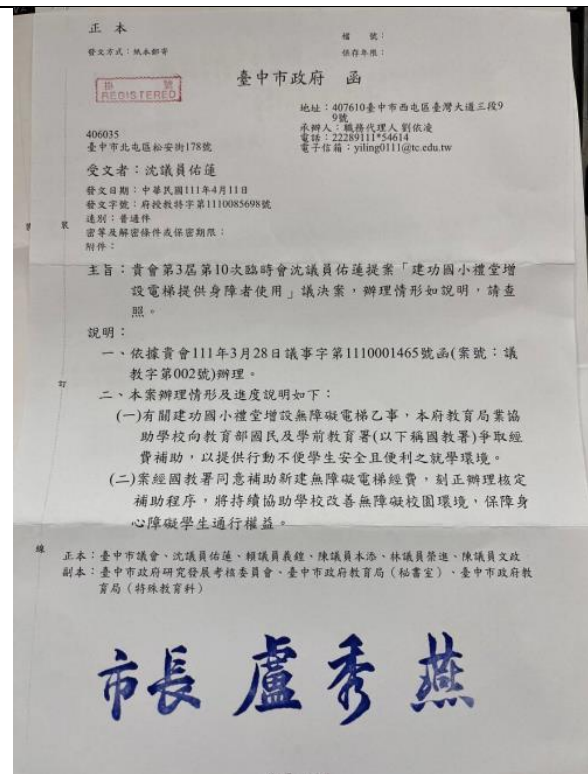 正本
檔 號：
保存年限：
發文方式：紙本郵寄
臺中市政府 函
掛 號
REGISTERED
地址：407610臺中市西屯區臺灣大道三段9
9號
承辦人：職務代理人 劉依凌
電話：22289111*54614
電子信箱：yiling0111@tc.edu.tw
406035
臺中市北屯區松安街178號
受文者：沈議員佑蓮
發文日期：中華民國111年4月11日
發文字號：府授教特字第1110085698號
速別：普通件
密等及解密條件或保密期限：
附件：
裝
主旨：貴會第3屆第10次臨時會沈議員佑蓮提案「建功國小禮堂增
設電梯提供身障者使用」議決案，辦理情形如說明，請查
照。
說明：
一、依據貴會111年3月28日議事字第1110001465號函(案號：議
教字第002號)辦理。
訂
二、本案辦理情形及進度說明如下：
(一)有關建功國小禮堂增設無障礙電梯乙事，本府教育局業協
助學校向教育部國民及學前教育署(以下稱國教署)爭取經
費補助，以提供行動不便學生安全且便利之就學環境。
(二)案經國教署同意補助新建無障礙電梯經費，刻正辦理核定
補助程序，將持續協助學校改善無障礙校園環境，保障身
心障礙學生通行權益。
線
正本：臺中市議會、沈議員佑蓮、賴議員義鍠、陳議員本添、林議員榮進、陳議員文政
副本：臺中市政府研究發展考核委員會、臺中市政府教育局（秘書室）、臺中市政府教
育局（特殊教育科）
市長 盧秀燕